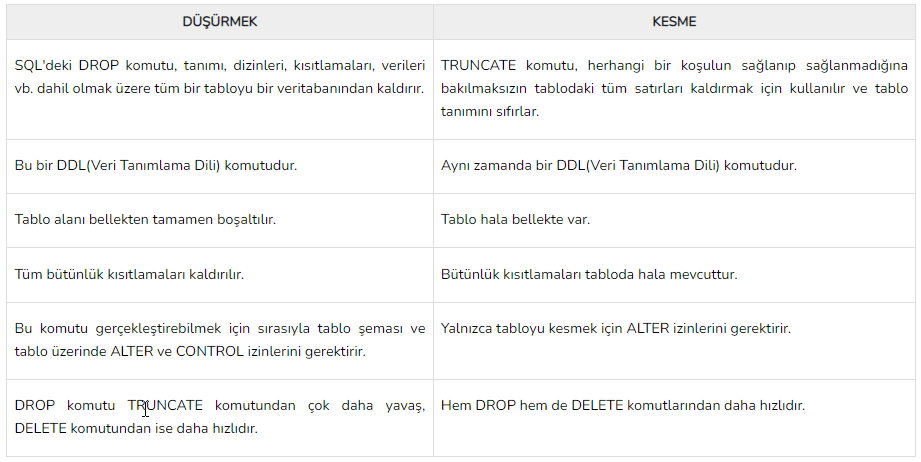 DÜŞÜRMEK
KESME
SQL'deki DROP komutu, tanımı, dizinleri, kısıtlamaları, verileri
vb. dahil olmak üzere tüm bir tabloyu bir veritabanından kaldırır.
TRUNCATE komutu, herhangi bir koşulun sağlanıp sağlanmadığına
bakılmaksızın tablodaki tüm satırları kaldırmak için kullanılır ve tablo
tanımını sıfırlar.
Bu bir DDL(Veri Tanımlama Dili) komutudur.
Aynı zamanda bir DDL(Veri Tanımlama Dili) komutudur.
Tablo alanı bellekten tamamen boşaltılır.
Tablo hala bellekte var.
Tüm bütünlük kısıtlamaları kaldırılır.
Bütünlük kısıtlamaları tabloda hala mevcuttur.
Bu komutu gerçekleştirebilmek için sırasıyla tablo şeması ve
tablo üzerinde ALTER ve CONTROL izinlerini gerektirir.
Yalnızca tabloyu kesmek için ALTER izinlerini gerektirir.
DROP komutu TRUNCATE komutundan çok daha yavaş,
DELETE komutundan ise daha hızlıdır.
Hem DROP hem de DELETE komutlarından daha hızlıdır.